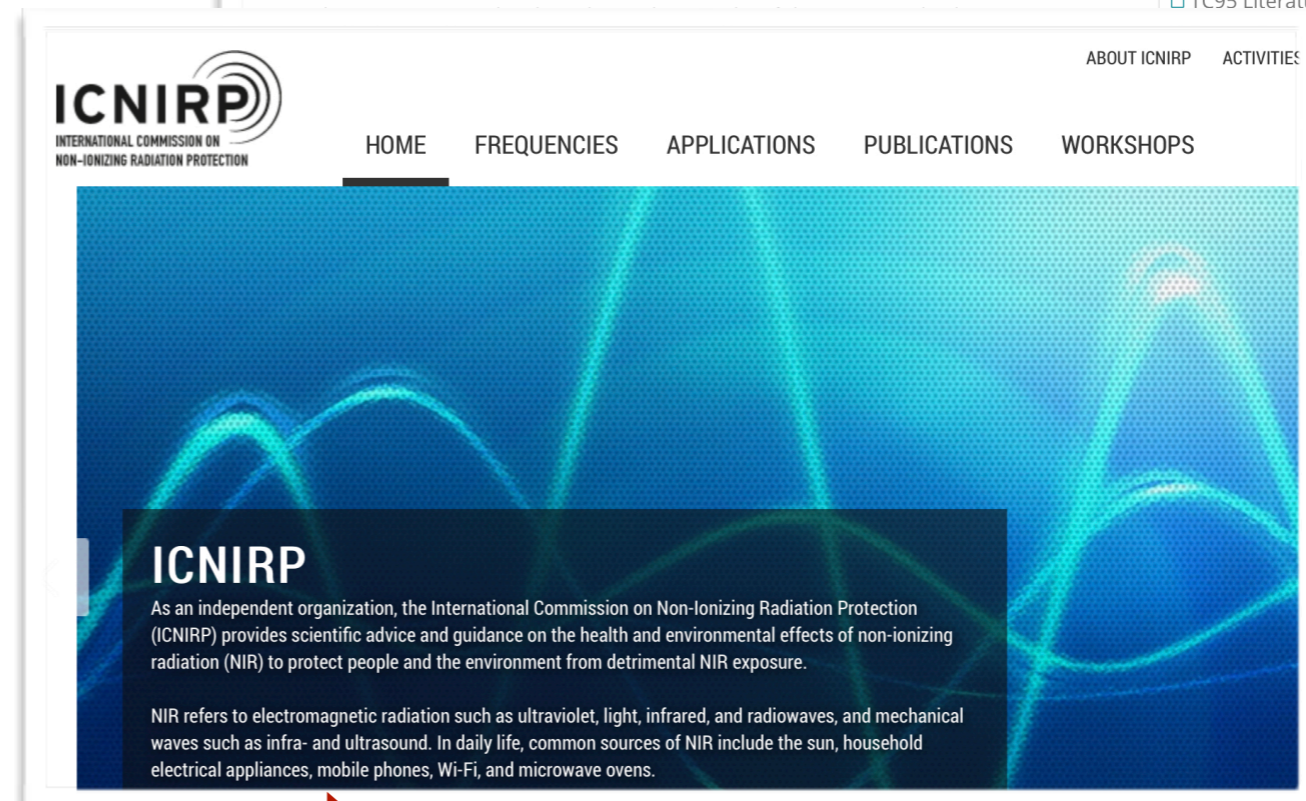 TC95 Literat
ABOUT ICNIRP ACTIVITIES
ICNIRP
INTERNATIONAL COMMISSION ON
NON-IONIZING RADIATION PROTECTION
HOME FREQUENCIES APPLICATIONS PUBLICATIONS WORKSHOPS
ICNIRP
As an independent organization, the International Commission on Non-Ionizing Radiation Protection
(ICNIRP) provides scientific advice and guidance on the health and environmental effects of non-ionizing
radiation (NIR) to protect people and the environment from detrimental NIR exposure.
NIR refers to electromagnetic radiation such as ultraviolet, light, infrared, and radiowaves, and mechanical
waves such as infra- and ultrasound. In daily life, common sources of NIR include the sun, household
electrical appliances, mobile phones, Wi-Fi, and microwave ovens.